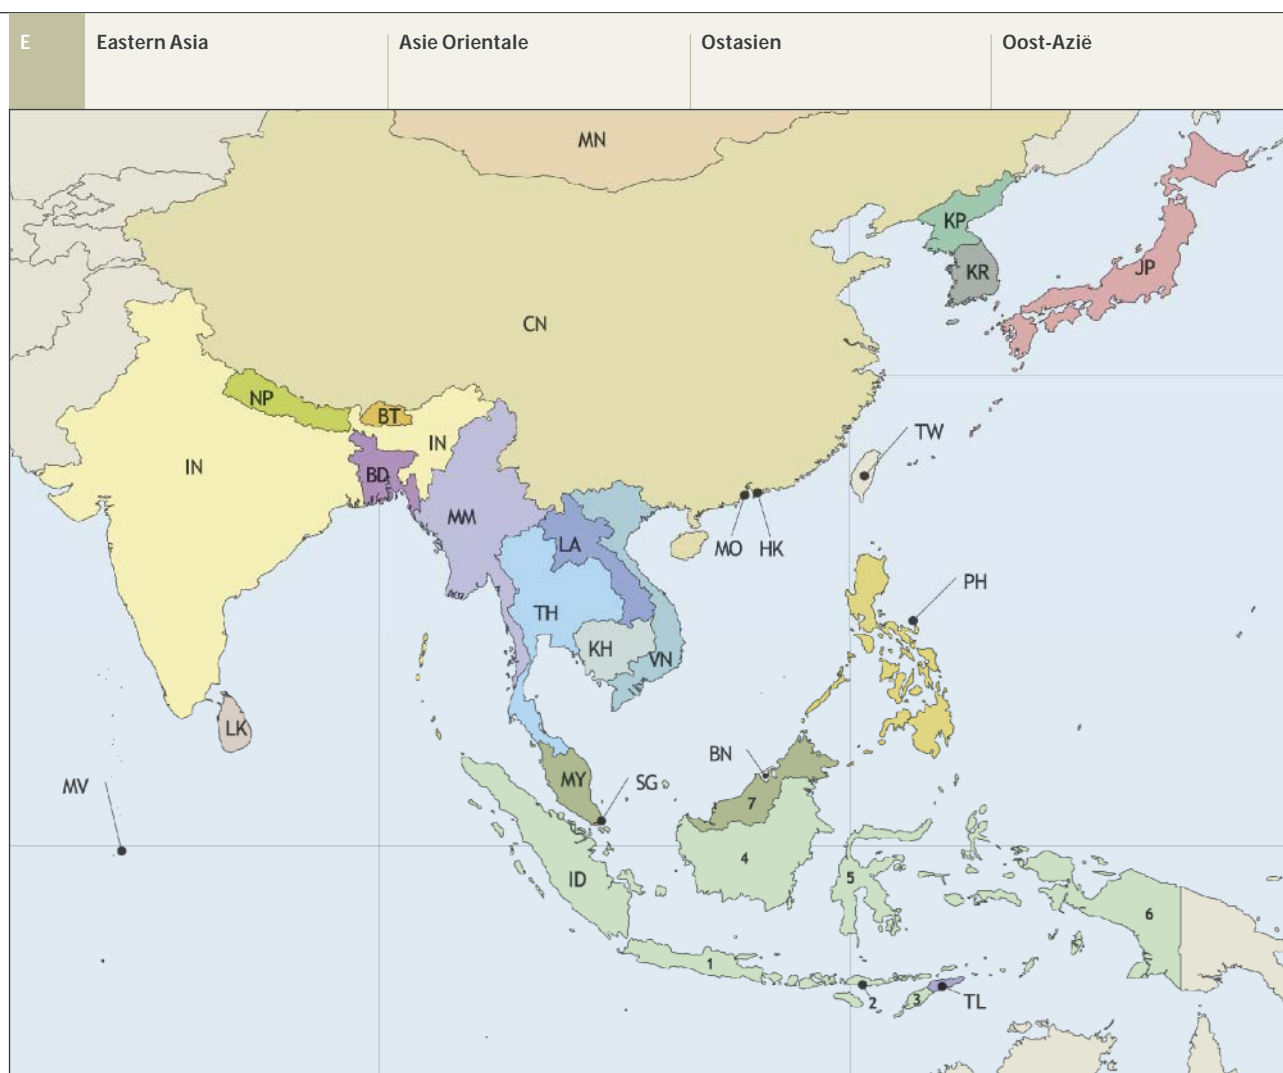 E
Eastern Asia
Asie Orientale
Ostasien
Oost-Azië
MN
KP
KR
JP
CN
NP
BT
IN
IN
BD
TW
MM
LA
MO
HK
TH
PH
KH
VN
LK
MV
MY
SG
BN
7
4
ID
5
6
1
2
3
TL